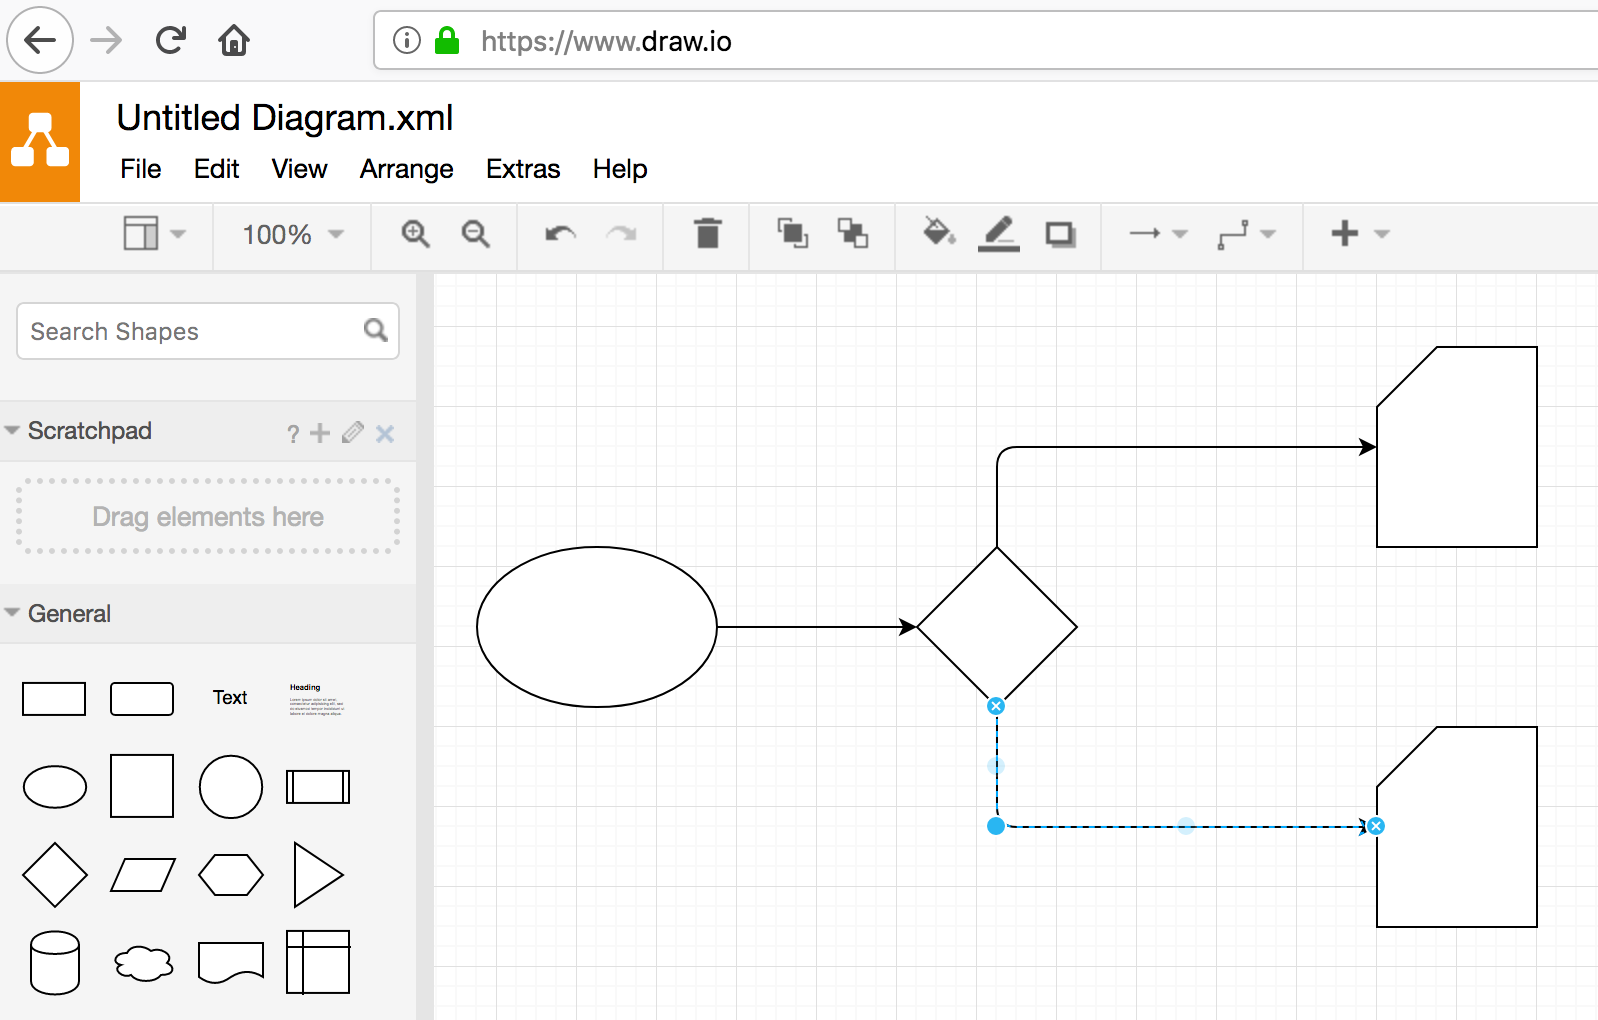 https://www.draw.io
Untitled Diagram.xml
File Edit View Arrange Extras Help
100%
Search Shapes
Scratchpad ?
Drag elements here
General
Text
Heading